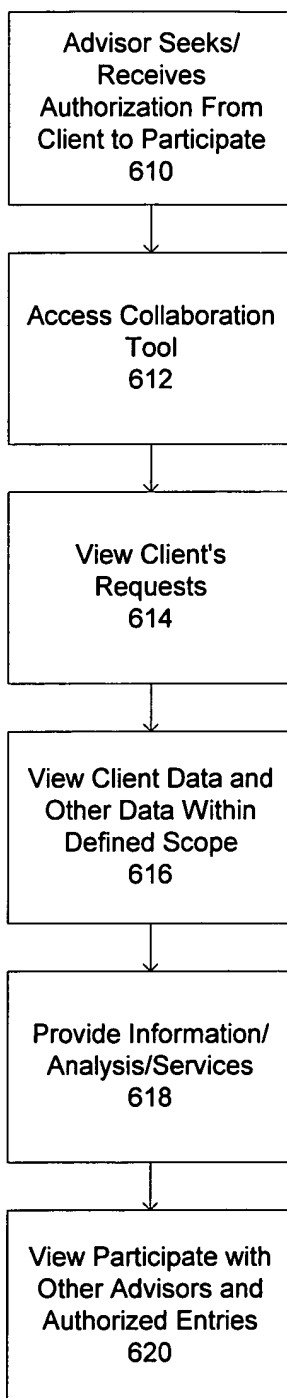 Advisor Seeks/
Receives
Authorization From
Client to Participate
610
Access Collaboration
Tool
612
View Client's
Requests
614
View Client Data and
Other Data Within
Defined Scope
616
Provide Information/
Analysis/Services
618
View Participate with
Other Advisors and
Authorized Entries
620